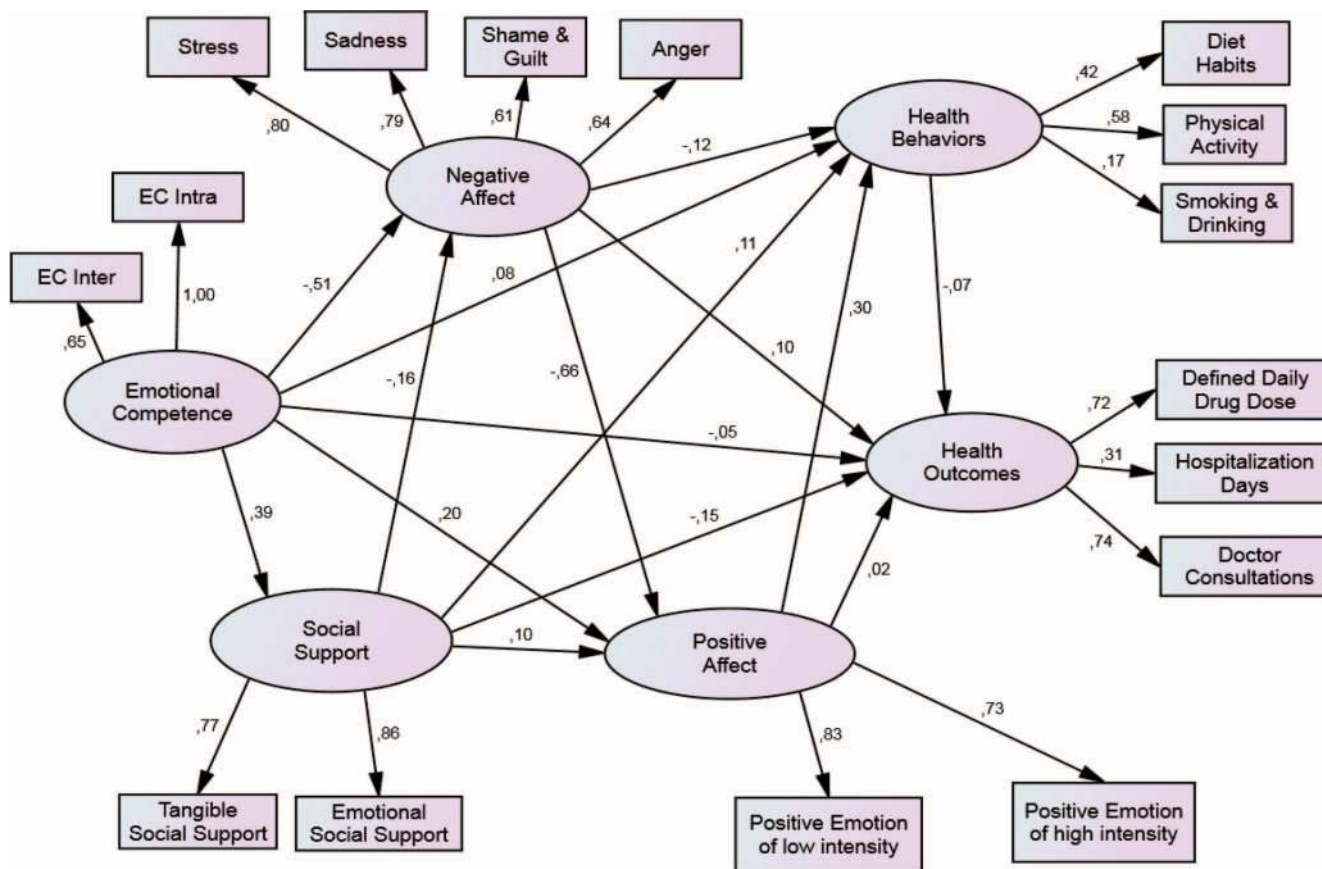 Stress
Sadness
Shame &
Guilt
Anger
Diet
Habits
,42
Health
Behaviors
,58
Physical
Activity
,17
Smoking &
Drinking
,80
,79
,61
,64
-,12
Negative
Affect
EC Intra
EC Inter
1,00
,65
-,51
,08
,11
,30
-,07
Emotional
Competence
-,16
-,66
,10
-,05
Defined Daily
Drug Dose
,72
Health
Outcomes
,31
Hospitalization
Days
,74
Doctor
Consultations
,39
,20
-,15
,02
Social
Support
,10
Positive
Affect
,77
,86
,83
,73
Tangible
Social Support
Emotional
Social Support
Positive Emotion
of low intensity
Positive Emotion
of high intensity